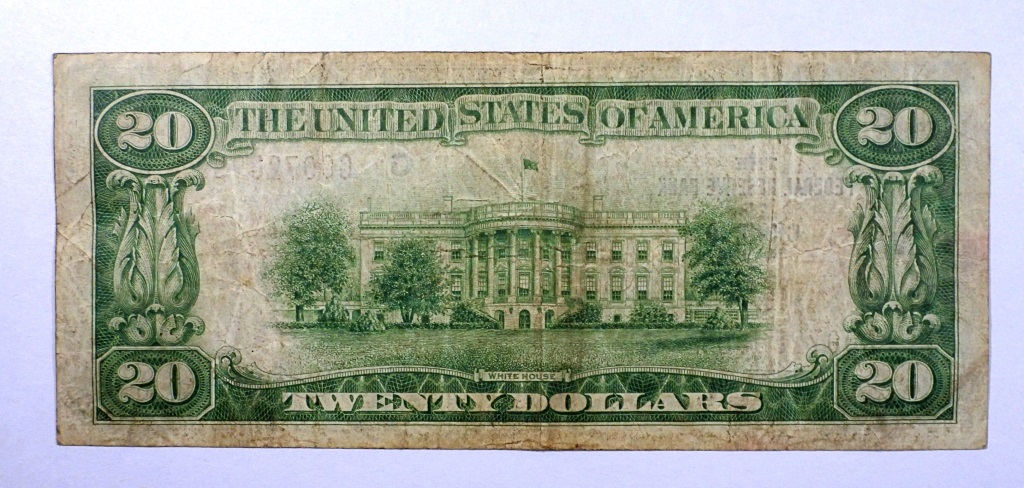 20 THE UNITED STATES OF AMERICA 20
WHITE HOUSE
20 TWENTY DOLLARS 20